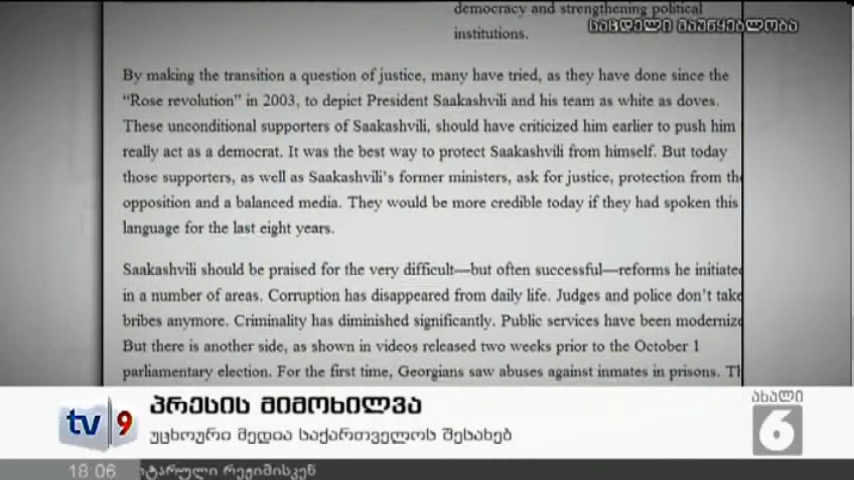 democracy and strengthening political
საცდელი მაუწყებლობა
institutions.
By making the transition a question of justice, many have tried, as they have done since the
“Rose revolution” in 2003, to depict President Saakashvili and his team as white as doves.
These unconditional supporters of Saakashvili, should have criticized him earlier to push him
really act as a democrat. It was the best way to protect Saakashvili from himself. But today
those supporters, as well as Saakashvili’s former ministers, ask for justice, protection from the
opposition and a balanced media. They would be more credible today if they had spoken this
language for the last eight years.
Saakashvili should be praised for the very difficult—but often successful—reforms he initiated
in a number of areas. Corruption has disappeared from daily life. Judges and police don’t take
bribes anymore. Criminality has diminished significantly. Public services have been modernize
But there is another side, as shown in videos released two weeks prior to the October 1
parliamentary election. For the first time, Georgians saw abuses against inmates in prisons.
tv 9
პრესის მიმოხილვა
უცხოური მედია საქართველოს შესახებ
ახალი
6
18:06
ტარული რეჟიმისკენ